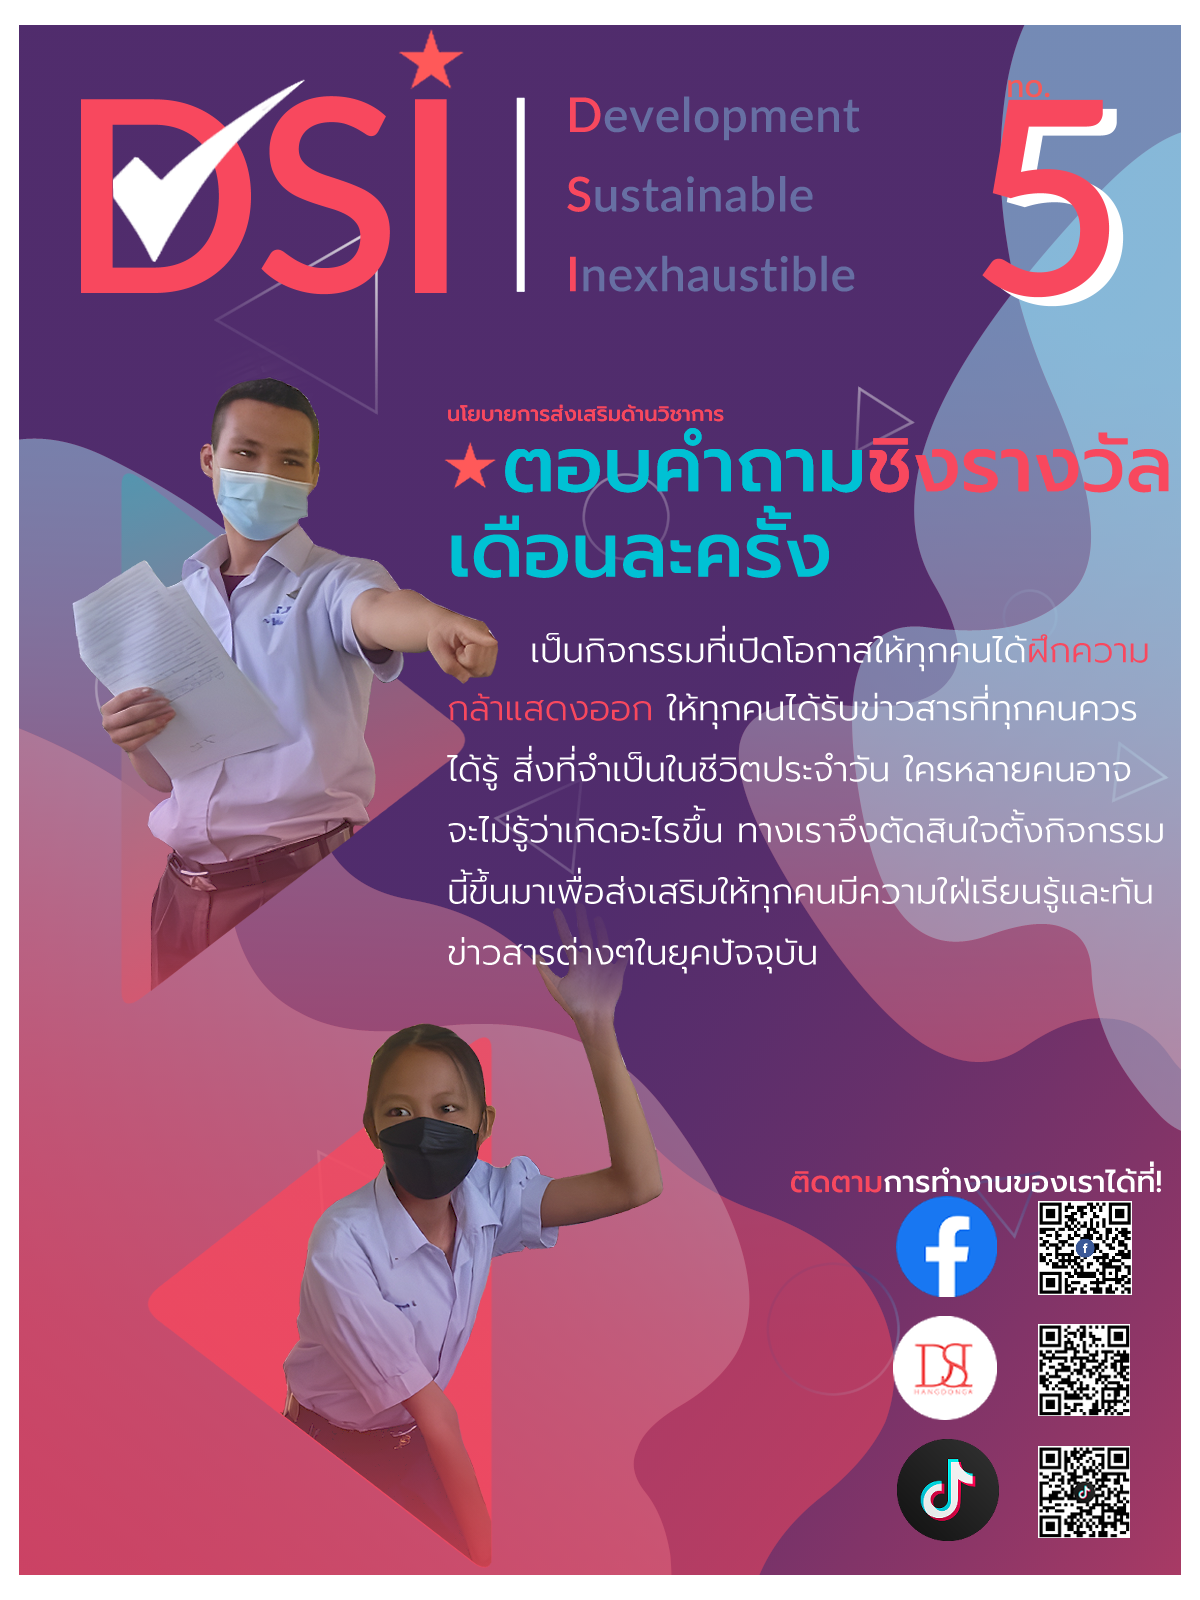 DSI
Development
Sustainable
Inexhaustible
no.
5
นโยบายการส่งเสริมด้านวิชาการ
ตอบคำถามชิงรางวัล
เดือนละครั้ง
เป็นกิจกรรมที่เปิดโอกาสให้ทุกคนได้ฝึกความ
กล้าแสดงออก ให้ทุกคนได้รับข่าวสารที่ทุกคนควร
ได้รู้ สิ่งที่จำเป็นในชีวิตประจำวัน ใครหลายคนอาจ
จะไม่รู้ว่าเกิดอะไรขึ้น ทางเราจึงตัดสินใจตั้งกิจกรรม
นี้ขึ้นมาเพื่อส่งเสริมให้ทุกคนมีความใฝ่เรียนรู้และทัน
ข่าวสารต่างๆในยุคปัจจุบัน
ติดตามการทำงานของเราได้ที่!
DSI